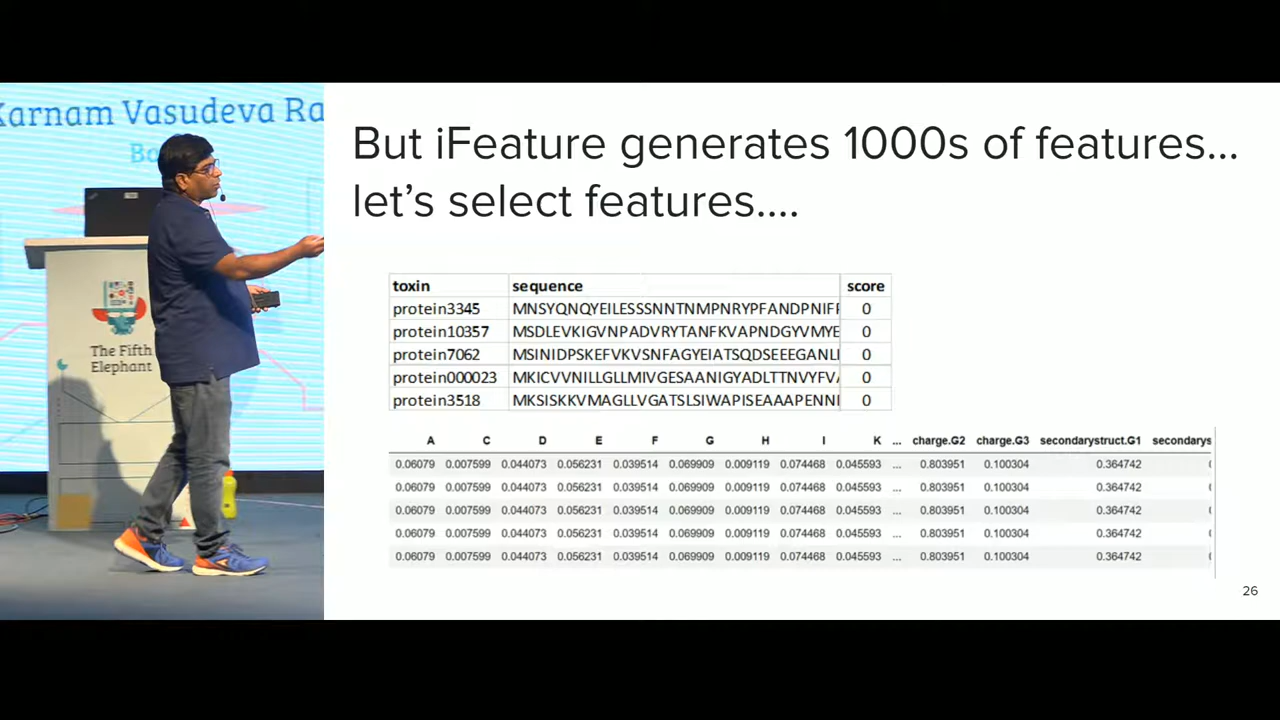 Karnam Vasudeva Ra
But iFeature generates 1000s of features...
let's select features....
The Fifth
Elephant
toxin sequence score
protein3345 MNSYQNQYEILESSSNNTNMPNRYPFANDPNIF 0
protein10357 MSDLEVKIGVNPADVRYTANFKVAPNDGYVMYE 0
protein7062 MSINIDPSKEFVKVSNFAGYEIATSQDSEEEGANL 0
protein000023 MKICVVNILLGLLMIVGESAANIGYADLTTNVYFV 0
protein3518 MKSISKKVMAGLLVGATSLSIWAPISEAAAPENN 0
A C D E F G H I K ... charge.G2 charge.G3 secondarystruct.G1 secondarys
0.06079 0.007599 0.044073 0.056231 0.039514 0.069909 0.009119 0.074468 0.045593 ... 0.803951 0.100304 0.364742
0.06079 0.007599 0.044073 0.056231 0.039514 0.069909 0.009119 0.074468 0.045593 ... 0.803951 0.100304 0.364742
0.06079 0.007599 0.044073 0.056231 0.039514 0.069909 0.009119 0.074468 0.045593 ... 0.803951 0.100304 0.364742
0.06079 0.007599 0.044073 0.056231 0.039514 0.069909 0.009119 0.074468 0.045593 ... 0.803951 0.100304 0.364742
0.06079 0.007599 0.044073 0.056231 0.039514 0.069909 0.009119 0.074468 0.045593 ... 0.803951 0.100304 0.364742
26